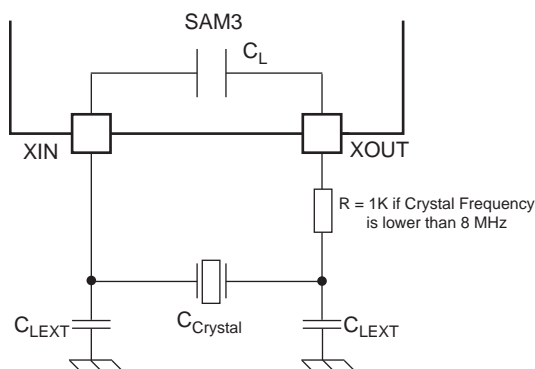 SAM3
C_L
XIN
XOUT
R = 1K if Crystal Frequency
is lower than 8 MHz
C_LEXT
C_Crystal
C_LEXT